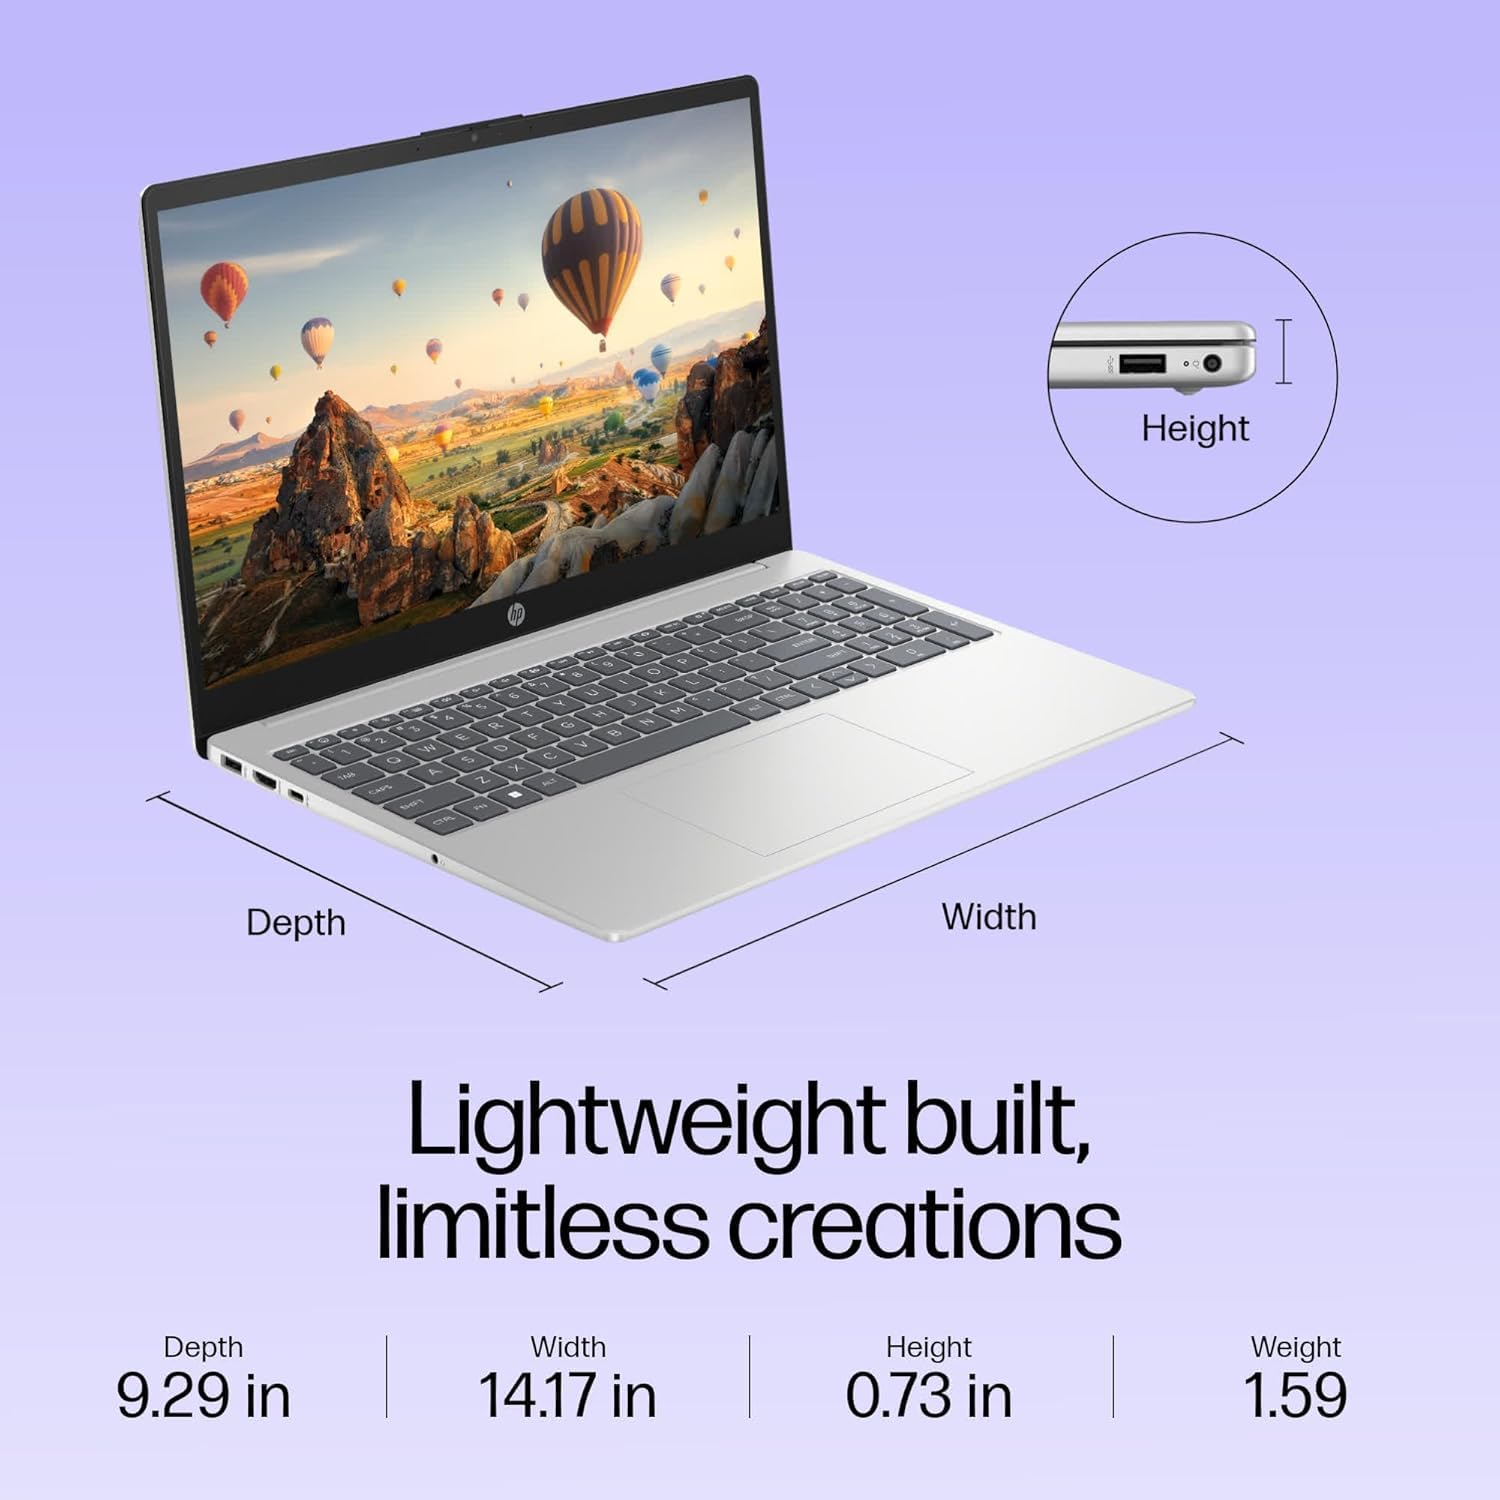 hp
Height
Depth
Width
Lightweight built,
limitless creations
Depth
9.29 in
Width
14.17 in
Height
0.73 in
Weight
1.59